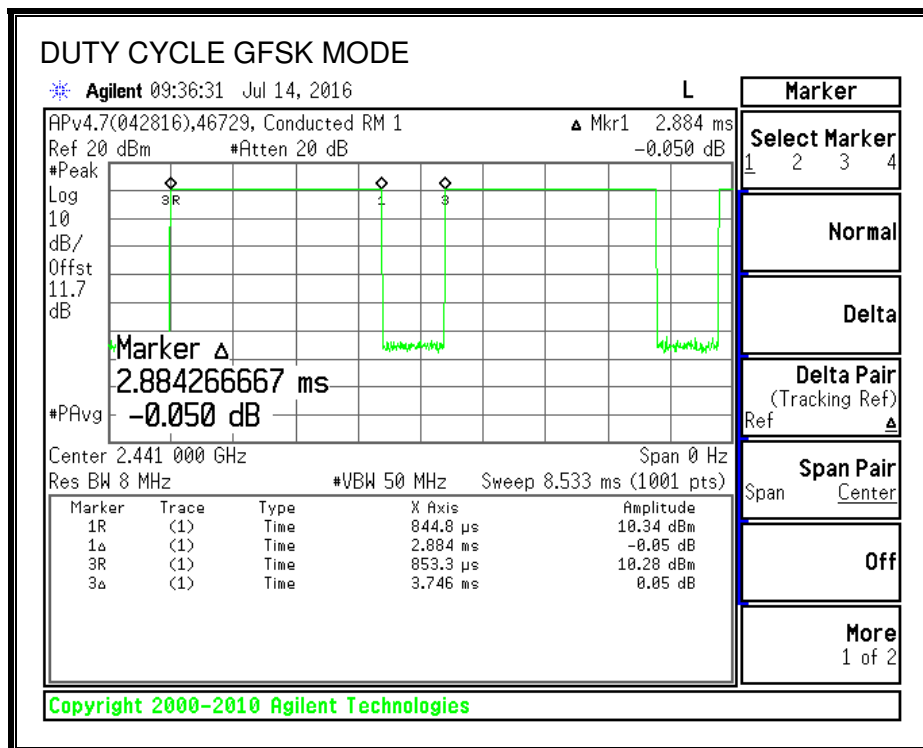 DUTY CYCLE GFSK MODE
Agilent 09:36:31 Jul 14, 2016 L
APv4.7(042816),46729, Conducted RM 1 Δ Mkr1 2.884 ms
Ref 20 dBm #Atten 20 dB -0.050 dB
#Peak
Log
10
dB/
Offst
11.7
dB
3R 1 3
Marker Δ
2.884266667 ms
-0.050 dB
#PAvg
Center 2.441 000 GHz Span 0 Hz
Res BW 8 MHz #VBW 50 MHz Sweep 8.533 ms (1001 pts)
Marker Trace Type X Axis Amplitude
1R (1) Time 844.8 µs 10.34 dBm
1Δ (1) Time 2.884 ms -0.05 dB
3R (1) Time 853.3 µs 10.28 dBm
3Δ (1) Time 3.746 ms 0.05 dB
Marker
Select Marker
1 2 3 4
Normal
Delta
Delta Pair
(Tracking Ref)
Ref Δ
Span Pair
Span Center
Off
More
1 of 2
Copyright 2000-2010 Agilent Technologies